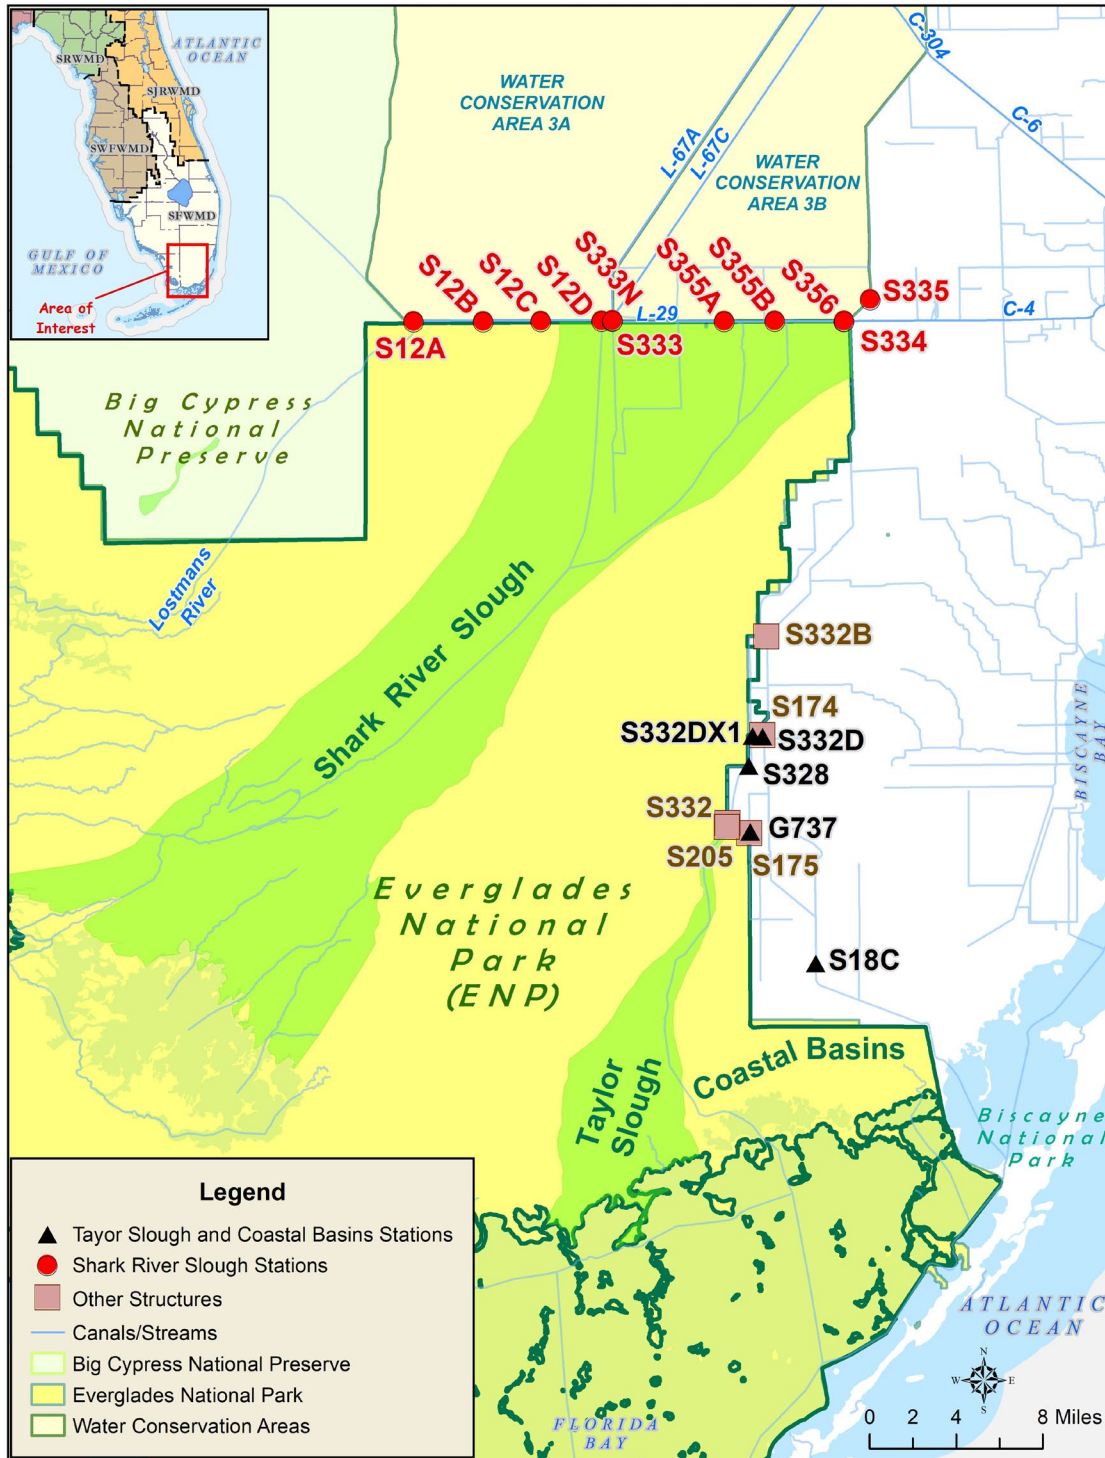 SRWMD
ATLANTIC
OCEAN
SJRWMD
SWFWMD
SFWMD
GULF OF
MEXICO
Area of
Interest
WATER
CONSERVATION
AREA 3A
L-67A
L-67C
WATER
CONSERVATION
AREA 3B
C-304
C-6
S12A
S12B
S12C
S12D
S333N
S333
L-29
S355A
S355B
S356
S335
S334
C-4
Big Cypress
National
Preserve
Lostmans
River
Shark River Slough
S332B
S174
S332DX1
S332D
S328
S332
G737
S205
S175
BISCAYNE
BAY
Everglades
National
Park
(ENP)
S18C
Coastal Basins
Taylor
Slough
Biscayne
National
Park
Legend
Tayor Slough and Coastal Basins Stations
Shark River Slough Stations
Other Structures
Canals/Streams
Big Cypress National Preserve
Everglades National Park
Water Conservation Areas
ATLANTIC
OCEAN
FLORIDA
BAY
N
W E
S
0 2 4 8 Miles